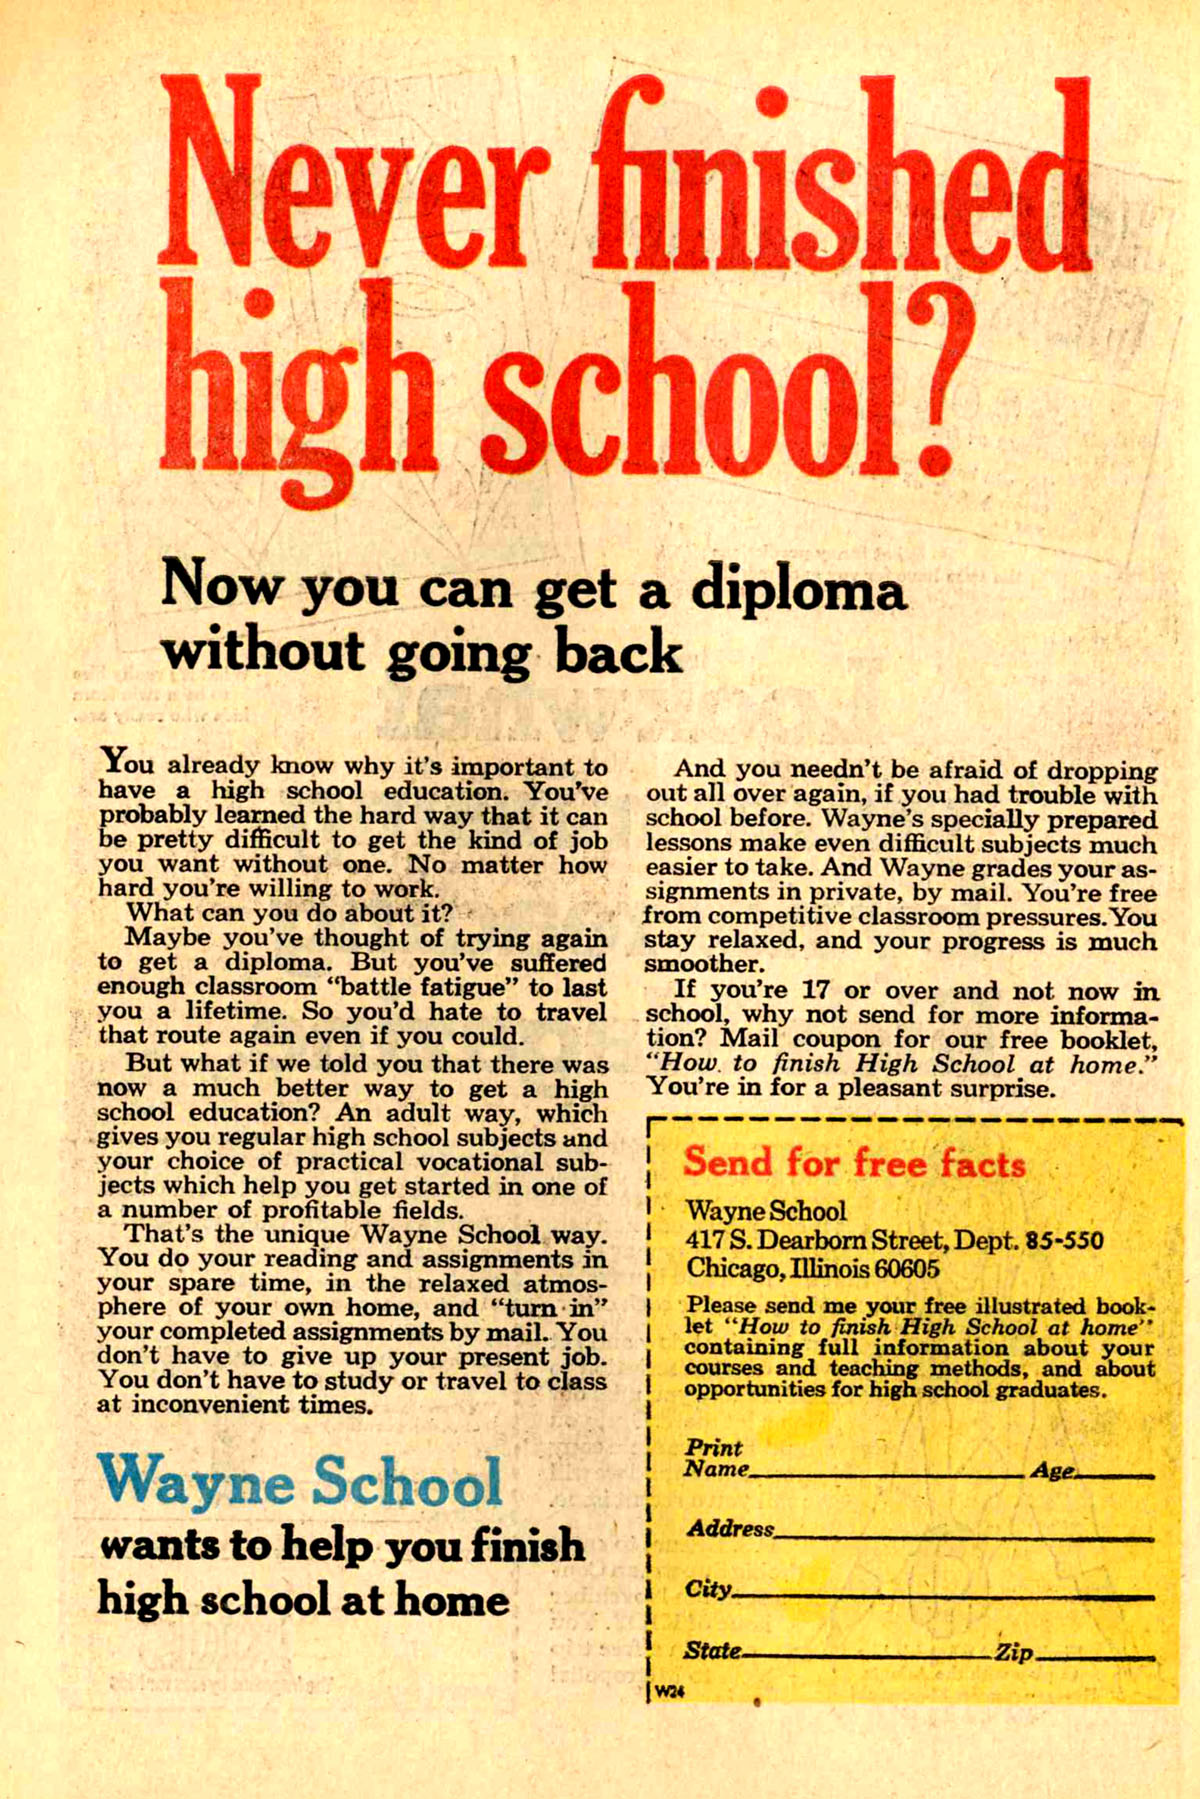 Never finished
high school?
Now you can get a diploma
without going back
You already know why it's important to
have a high school education. You've
probably learned the hard way that it can
be pretty difficult to get the kind of job
you want without one. No matter how
hard you're willing to work.
What can you do about it?
Maybe you've thought of trying again
to get a diploma. But you've suffered
enough classroom "battle fatigue" to last
you a lifetime. So you'd hate to travel
that route again even if you could.
But what if we told you that there was
now a much better way to get a high
school education? An adult way, which
gives you regular high school subjects and
your choice of practical vocational sub-
jects which help you get started in one of
a number of profitable fields.
That's the unique Wayne School way.
You do your reading and assignments in
your spare time, in the relaxed atmos-
phere of your own home, and "turn in"
your completed assignments by mail. You
don't have to give up your present job.
You don't have to study or travel to class
at inconvenient times.
Wayne School
wants to help you finish
high school at home
And you needn't be afraid of dropping
out all over again, if you had trouble with
school before. Wayne's specially prepared
lessons make even difficult subjects much
easier to take. And Wayne grades your as-
signments in private, by mail. You're free
from competitive classroom pressures. You
stay relaxed, and your progress is much
smoother.
If you're 17 or over and not now in
school, why not send for more informa-
tion? Mail coupon for our free booklet,
"How to finish High School at home."
You're in for a pleasant surprise.
Send for free facts
Wayne School
417 S. Dearborn Street, Dept. 85-550
Chicago, Illinois 60605
Please send me your free illustrated book-
let "How to finish High School at home"
containing full information about your
courses and teaching methods, and about
opportunities for high school graduates.
Print
Name Age
Address
City
State Zip
W24